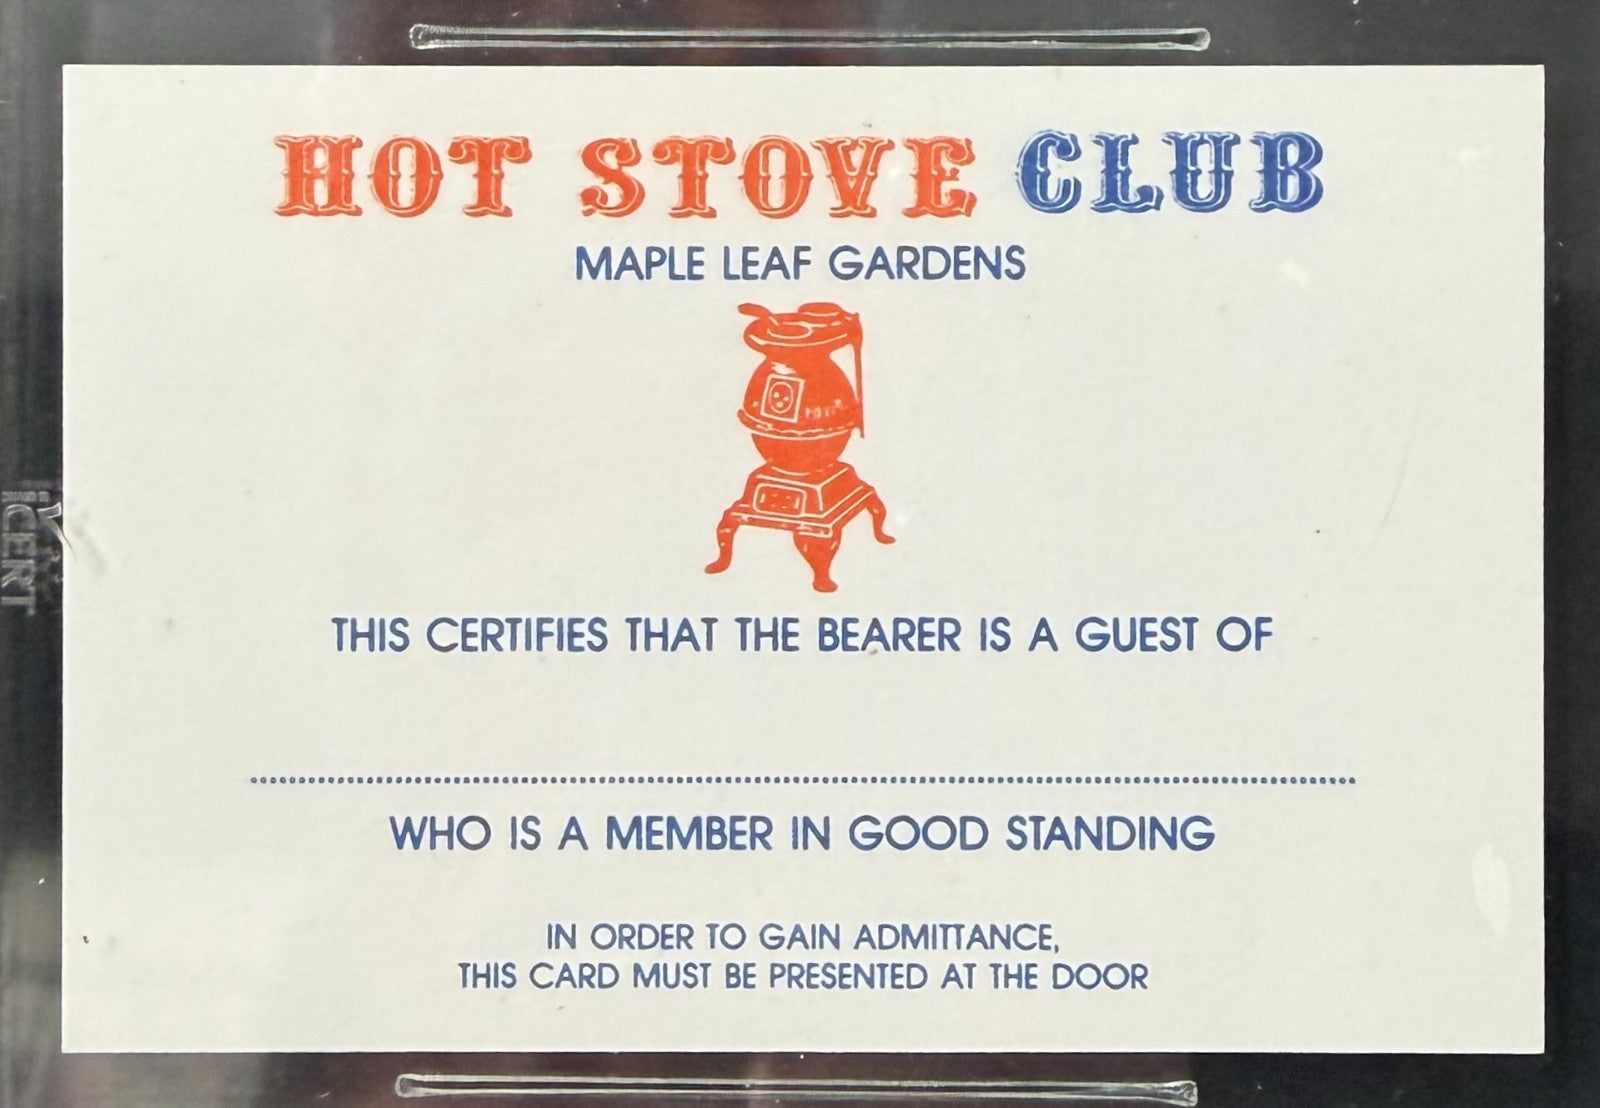 HOT STOVE CLUB
MAPLE LEAF GARDENS
THIS CERTIFIES THAT THE BEARER IS A GUEST OF
WHO IS A MEMBER IN GOOD STANDING
IN ORDER TO GAIN ADMITTANCE,
THIS CARD MUST BE PRESENTED AT THE DOOR